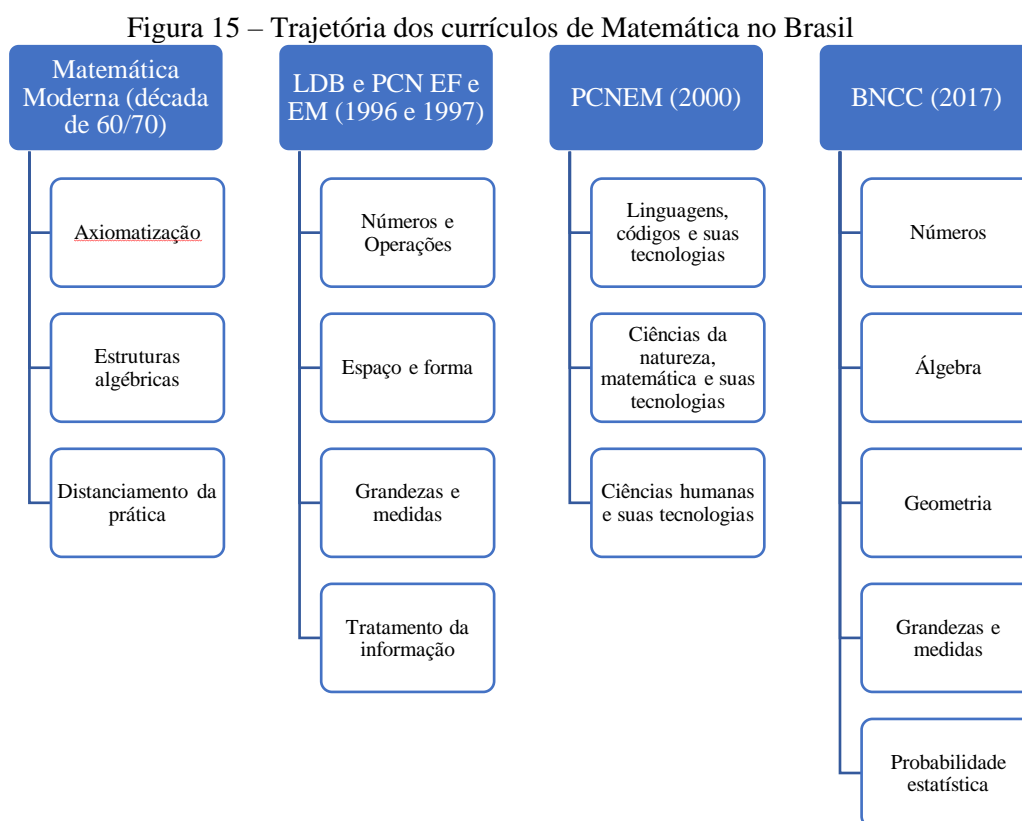 Figura 15 – Trajetória dos currículos de Matemática no Brasil
Matemática
Moderna (década
de 60/70)
Axiomatização
Estruturas
algébricas
Distanciamento da
prática
LDB e PCN EF e
EM (1996 e 1997)
Números e
Operações
Espaço e forma
Grandezas e
medidas
Tratamento da
informação
PCNEM (2000)
Linguagens,
códigos e suas
tecnologias
Ciências da
natureza,
matemática e suas
tecnologias
Ciências humanas
e suas tecnologias
BNCC (2017)
Números
Álgebra
Geometria
Grandezas e
medidas
Probabilidade
estatística